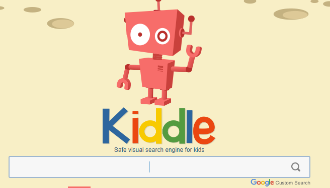 Kiddle
Safe visual search engine for kids
Google Custom Search